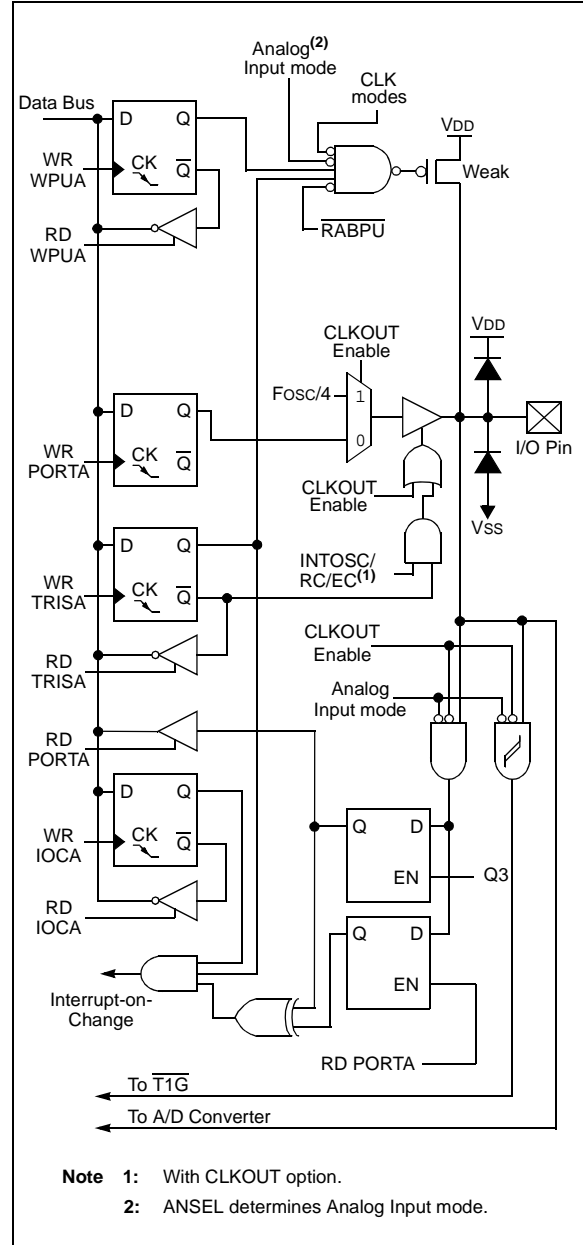 Analog(2)
Input mode
CLK
modes
Data Bus
D Q
WR
WPUA
CK Q
VDD
Weak
RD
WPUA
RABPU
CLKOUT
Enable
VDD
FOSC/4
1
0
D Q
WR
PORTA
CK Q
I/O Pin
CLKOUT
Enable
VSS
D Q
WR
TRISA
CK Q
INTOSC/
RC/EC(1)
RD
TRISA
CLKOUT
Enable
Analog
Input mode
RD
PORTA
D Q
WR
IOCA
CK Q
Q D
EN
Q3
RD
IOCA
Q D
EN
Interrupt-on-
Change
RD PORTA
To T1G
To A/D Converter
Note 1: With CLKOUT option.
2: ANSEL determines Analog Input mode.